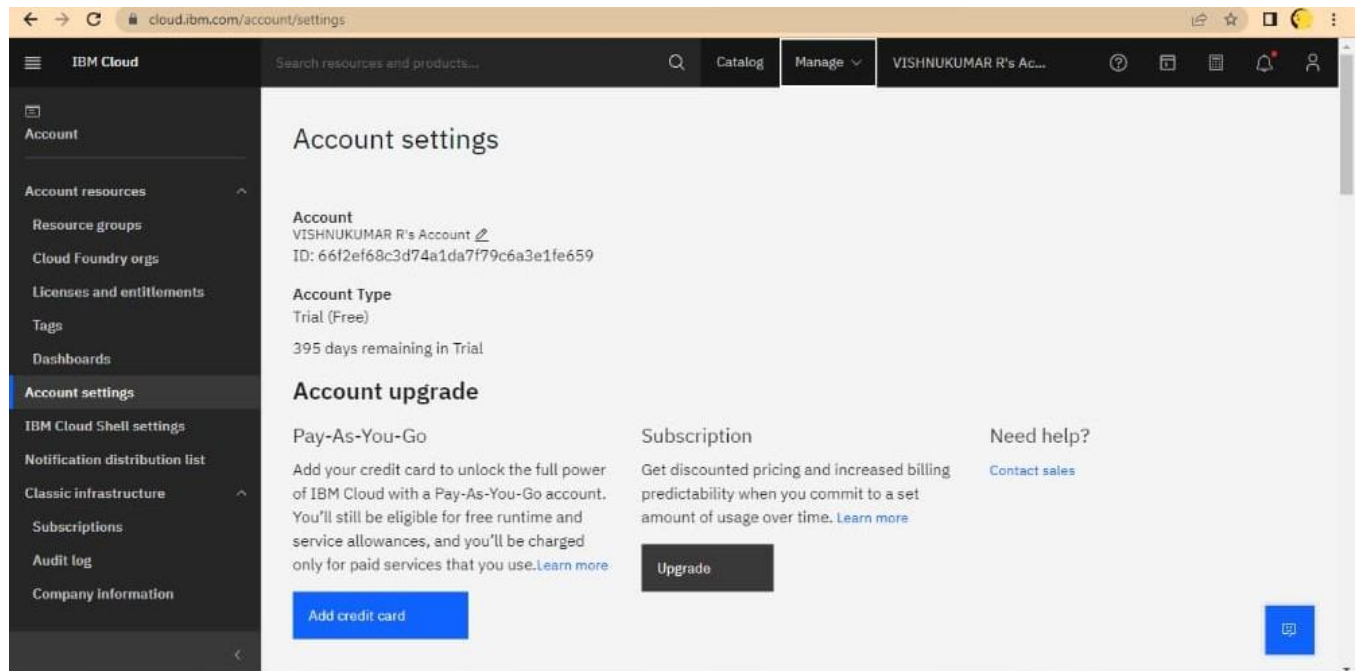 cloud.ibm.com/account/settings
IBM Cloud
Search resources and products...
Catalog
Manage
VISHNUKUMAR R's Ac...
Account
Account resources
Resource groups
Cloud Foundry orgs
Licenses and entitlements
Tags
Dashboards
Account settings
IBM Cloud Shell settings
Notification distribution list
Classic infrastructure
Subscriptions
Audit log
Company information
Account settings
Account
VISHNUKUMAR R's Account
ID: 66f2ef68c3d74a1da7f79c6a3e1fe659
Account Type
Trial (Free)
395 days remaining in Trial
Account upgrade
Pay-As-You-Go
Add your credit card to unlock the full power
of IBM Cloud with a Pay-As-You-Go account.
You'll still be eligible for free runtime and
service allowances, and you'll be charged
only for paid services that you use.Learn more
Add credit card
Subscription
Get discounted pricing and increased billing
predictability when you commit to a set
amount of usage over time. Learn more
Upgrade
Need help?
Contact sales